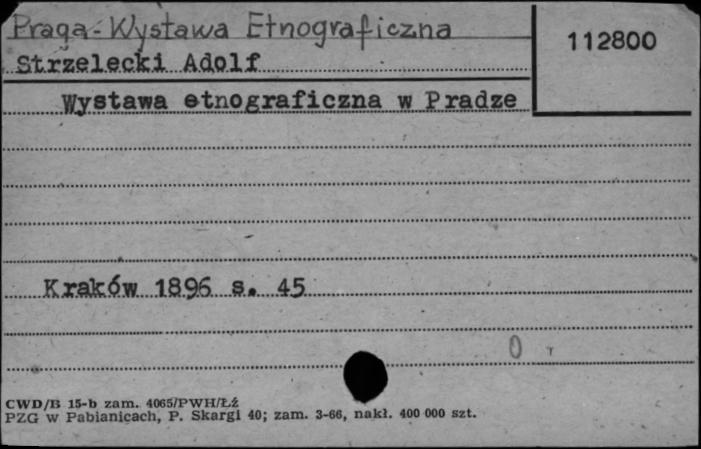 Praga-Wystawa Etnograficzna
112800
Strzelecki Adolf
Wystawa etnograficzna w Pradze
Kraków 1896 s. 45
0
CWD/B 15-b zam. 4065/PWH/Łź
PZG w Pabianicach, P. Skargi 40; zam. 3-66, nakł. 400 000 szt.